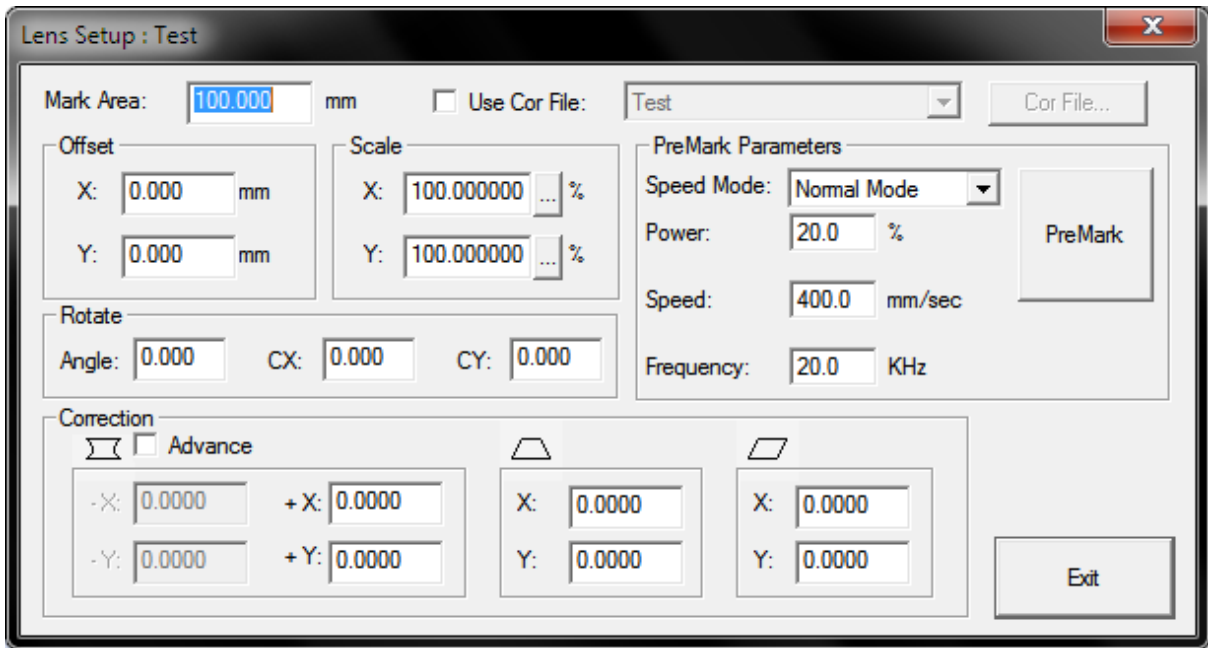 Lens Setup : Test
Mark Area: 100.000 mm Use Cor File: Test Cor File...
Offset
X: 0.000 mm
Y: 0.000 mm
Scale
X: 100.000000 ... %
Y: 100.000000 ... %
PreMark Parameters
Speed Mode: Normal Mode
Power: 20.0 %
Speed: 400.0 mm/sec
Frequency: 20.0 KHz
PreMark
Rotate
Angle: 0.000 CX: 0.000 CY: 0.000
Correction
Advance
-X: 0.0000 +X: 0.0000
-Y: 0.0000 +Y: 0.0000
X: 0.0000
Y: 0.0000
X: 0.0000
Y: 0.0000
Exit